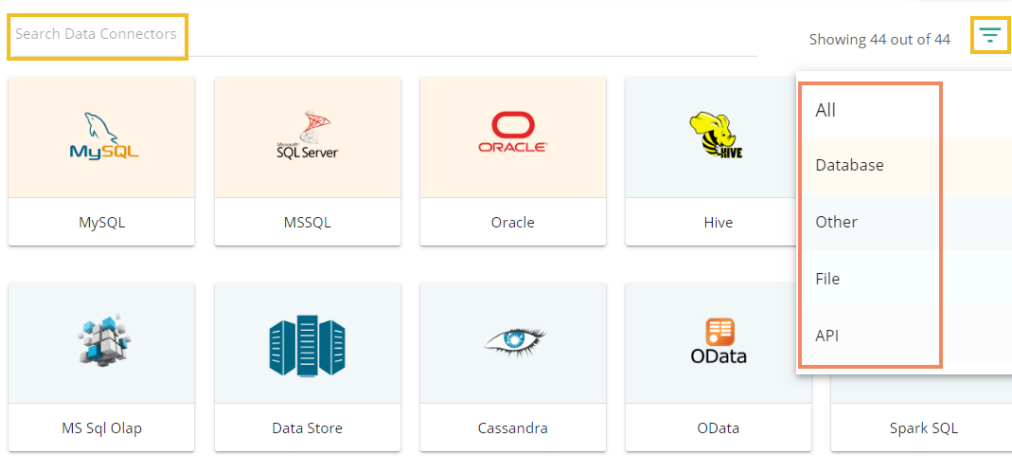 Search Data Connectors
Showing 44 out of 44
All
Database
Other
File
API
MySQL
Microsoft
SQL Server
ORACLE
HIVE
MySQL
MSSQL
Oracle
Hive
OData
MS Sql Olap
Data Store
Cassandra
OData
Spark SQL